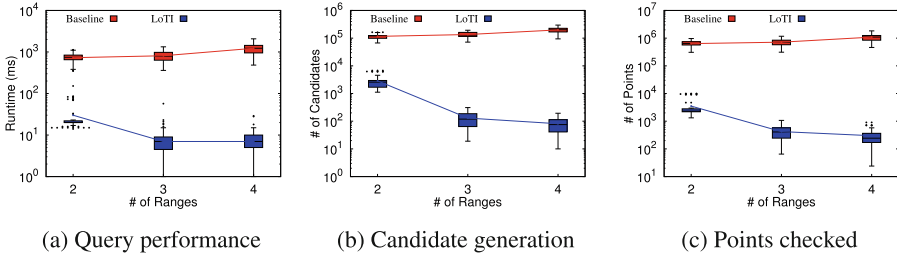 Baseline LoTI
Runtime (ms)
10^4
10^3
10^2
10^1
10^0
2 3 4
# of Ranges
(a) Query performance
Baseline LoTI
# of Candidates
10^6
10^5
10^4
10^3
10^2
10^1
10^0
2 3 4
# of Ranges
(b) Candidate generation
Baseline LoTI
# of Points
10^7
10^6
10^5
10^4
10^3
10^2
10^1
2 3 4
# of Ranges
(c) Points checked